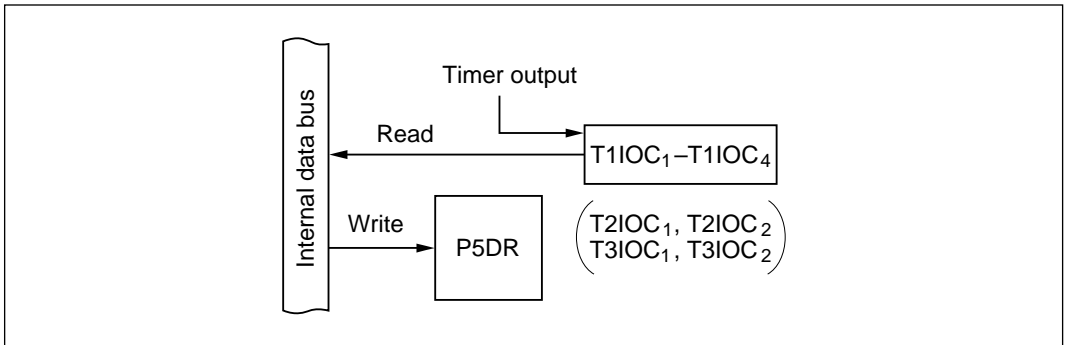 Internal data bus
Timer output
Read
T1IOC₁–T1IOC₄
Write
P5DR
T2IOC₁, T2IOC₂
T3IOC₁, T3IOC₂